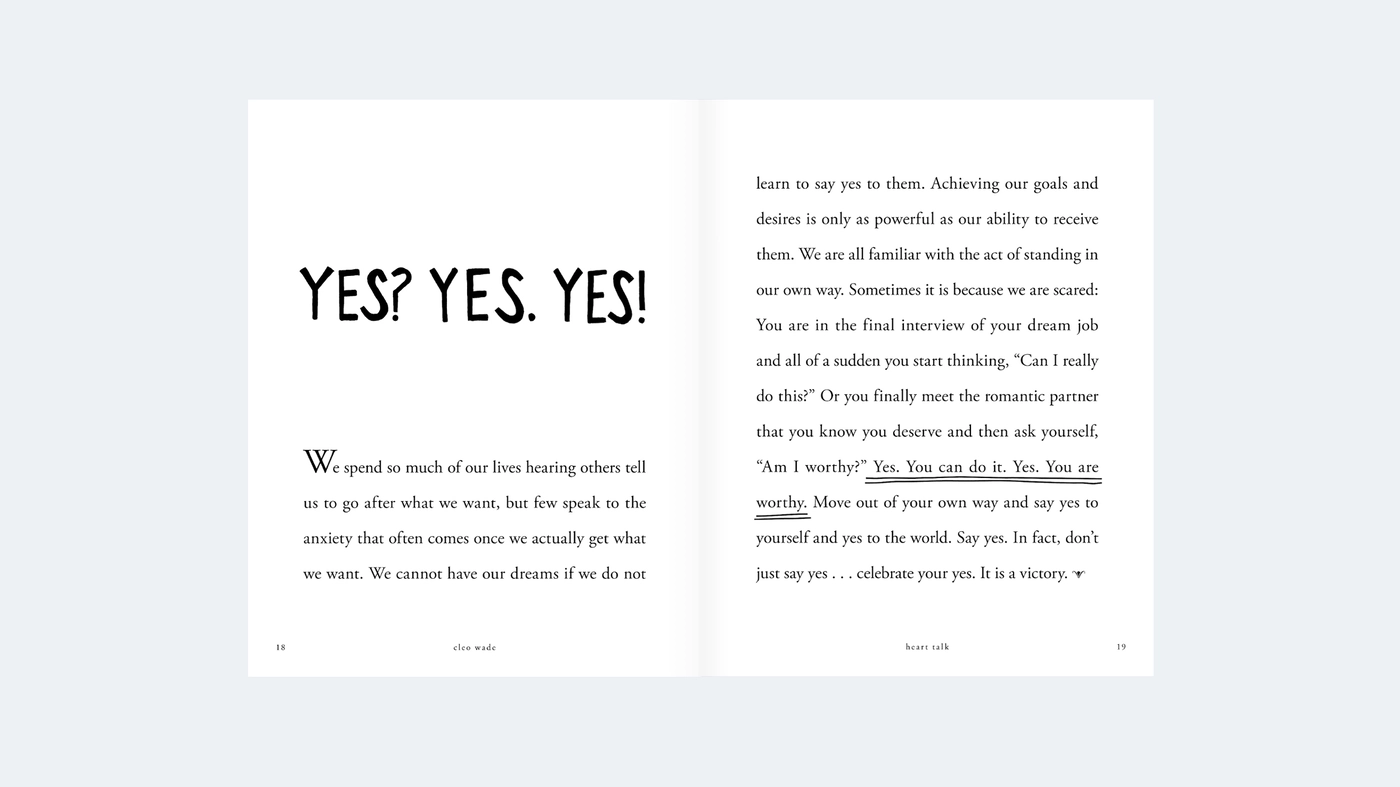 YES? YES. YES!
We spend so much of our lives hearing others tell
us to go after what we want, but few speak to the
anxiety that often comes once we actually get what
we want. We cannot have our dreams if we do not
18
cleo wade
learn to say yes to them. Achieving our goals and
desires is only as powerful as our ability to receive
them. We are all familiar with the act of standing in
our own way. Sometimes it is because we are scared:
You are in the final interview of your dream job
and all of a sudden you start thinking, “Can I really
do this?” Or you finally meet the romantic partner
that you know you deserve and then ask yourself,
“Am I worthy?” Yes. You can do it. Yes. You are
worthy. Move out of your own way and say yes to
yourself and yes to the world. Say yes. In fact, don’t
just say yes . . . celebrate your yes. It is a victory.
heart talk
19